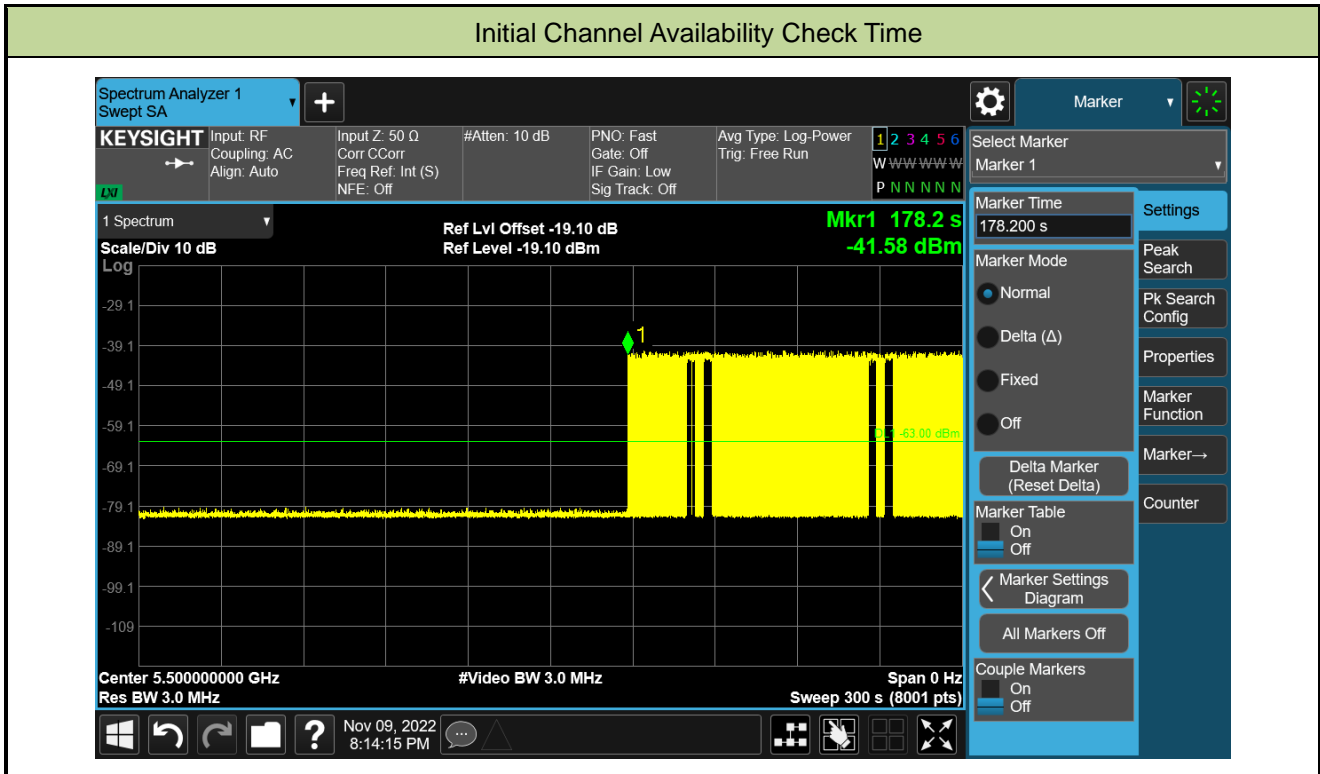 Initial Channel Availability Check Time
Spectrum Analyzer 1
Swept SA
Marker
KEYSIGHT
Input: RF
Coupling: AC
Align: Auto
Input Z: 50 Ω
Corr CCorr
Freq Ref: Int (S)
NFE: Off
#Atten: 10 dB
PNO: Fast
Gate: Off
IF Gain: Low
Sig Track: Off
Avg Type: Log-Power
Trig: Free Run
1 2 3 4 5 6
W W W W W W
P N N N N N
LXI
Select Marker
Marker 1
1 Spectrum
Scale/Div 10 dB
Ref Lvl Offset -19.10 dB
Ref Level -19.10 dBm
Mkr1 178.2 s
-41.58 dBm
Log
-29.1
-39.1
-49.1
-59.1
-69.1
-79.1
-89.1
-99.1
-109
1
DL1 -63.00 dBm
Center 5.500000000 GHz
Res BW 3.0 MHz
#Video BW 3.0 MHz
Span 0 Hz
Sweep 300 s (8001 pts)
Marker Time
178.200 s
Marker Mode
Normal
Delta (Δ)
Fixed
Off
Delta Marker
(Reset Delta)
Marker Table
On
Off
Marker Settings
Diagram
All Markers Off
Couple Markers
On
Off
Settings
Peak
Search
Pk Search
Config
Properties
Marker
Function
Marker→
Counter
?
Nov 09, 2022
8:14:15 PM